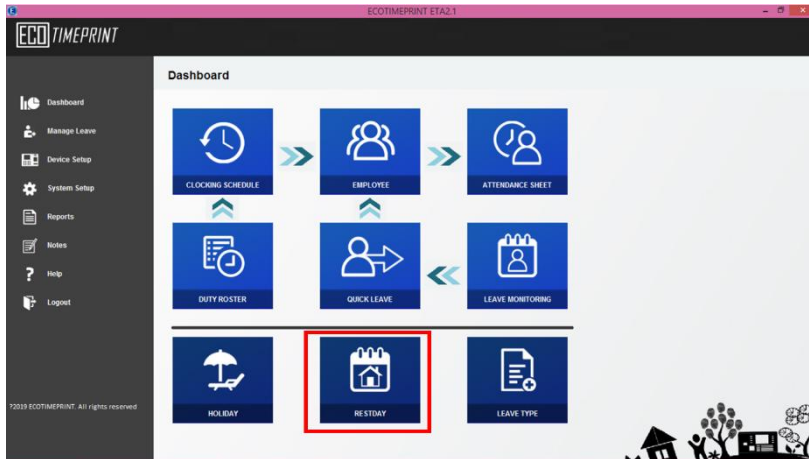 ECOTIMEPRINT ETA2.1
ECO TIMEPRINT
Dashboard
Dashboard
Manage Leave
Device Setup
System Setup
Reports
Notes
Help
Logout
CLOCKING SCHEDULE
EMPLOYEE
ATTENDANCE SHEET
DUTY ROSTER
QUICK LEAVE
LEAVE MONITORING
HOLIDAY
RESTDAY
LEAVE TYPE
?2019 ECOTIMEPRINT. All rights reserved